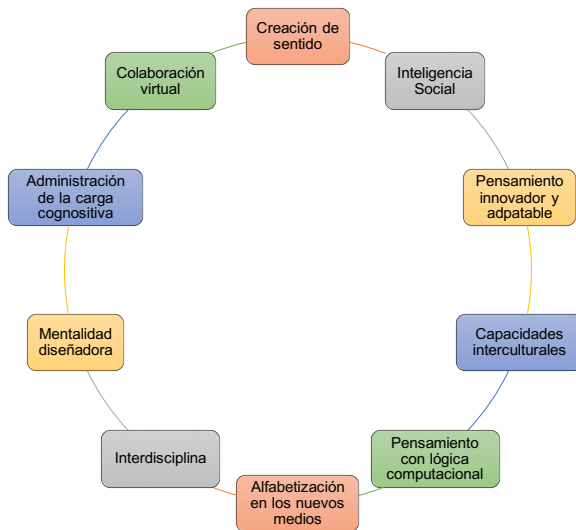 Creación de
sentido
Inteligencia
Social
Pensamiento
innovador y
adpatable
Capacidades
interculturales
Pensamiento
con lógica
computacional
Alfabetización
en los nuevos
medios
Interdisciplina
Mentalidad
diseñadora
Administración
de la carga
cognositiva
Colaboración
virtual